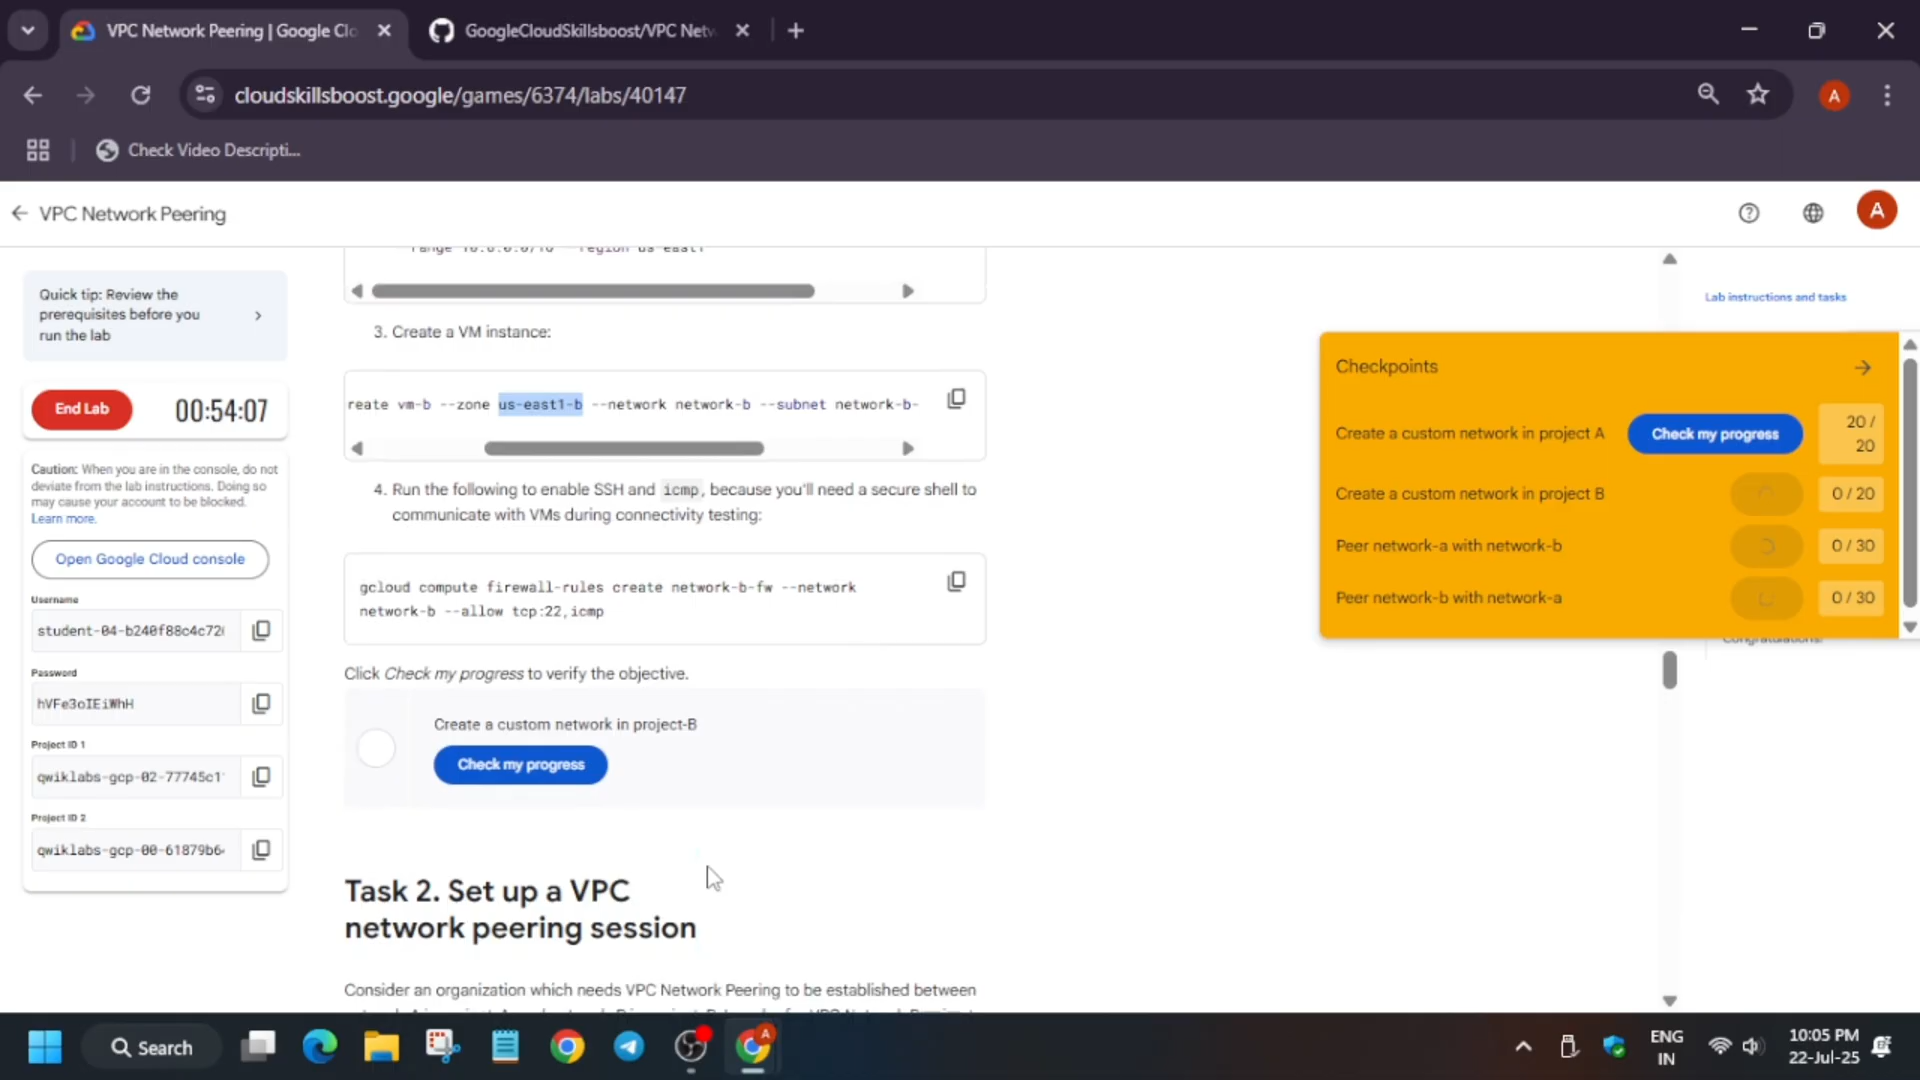 VPC Network Peering | Google Clo
GoogleCloudSkillsboost/VPC Netw
cloudskillsboost.google/games/6374/labs/40147
A
Check Video Descripti...
VPC Network Peering
A
Quick tip: Review the
prerequisites before you
run the lab
End Lab
00:54:07
Caution: When you are in the console, do not
deviate from the lab instructions. Doing so
may cause your account to be blocked.
Learn more.
Open Google Cloud console
Username
student-04-b240f88c4c72
Password
hVFe3oIEiWhH
Project ID 1
qwiklabs-gcp-02-77745c1
Project ID 2
qwiklabs-gcp-00-61879b6
3. Create a VM instance:
reate vm-b --zone us-east1-b --network network-b --subnet network-b-
4. Run the following to enable SSH and icmp, because you'll need a secure shell to
communicate with VMs during connectivity testing:
gcloud compute firewall-rules create network-b-fw --network
network-b --allow tcp:22,icmp
Click Check my progress to verify the objective.
Create a custom network in project-B
Check my progress
Task 2. Set up a VPC
network peering session
Consider an organization which needs VPC Network Peering to be established between
Lab instructions and tasks
Checkpoints
Create a custom network in project A
Check my progress
20 /
20
Create a custom network in project B
0 / 20
Peer network-a with network-b
0 / 30
Peer network-b with network-a
0 / 30
Congratulations!
Search
A
ENG
IN
10:05 PM
22-Jul-25